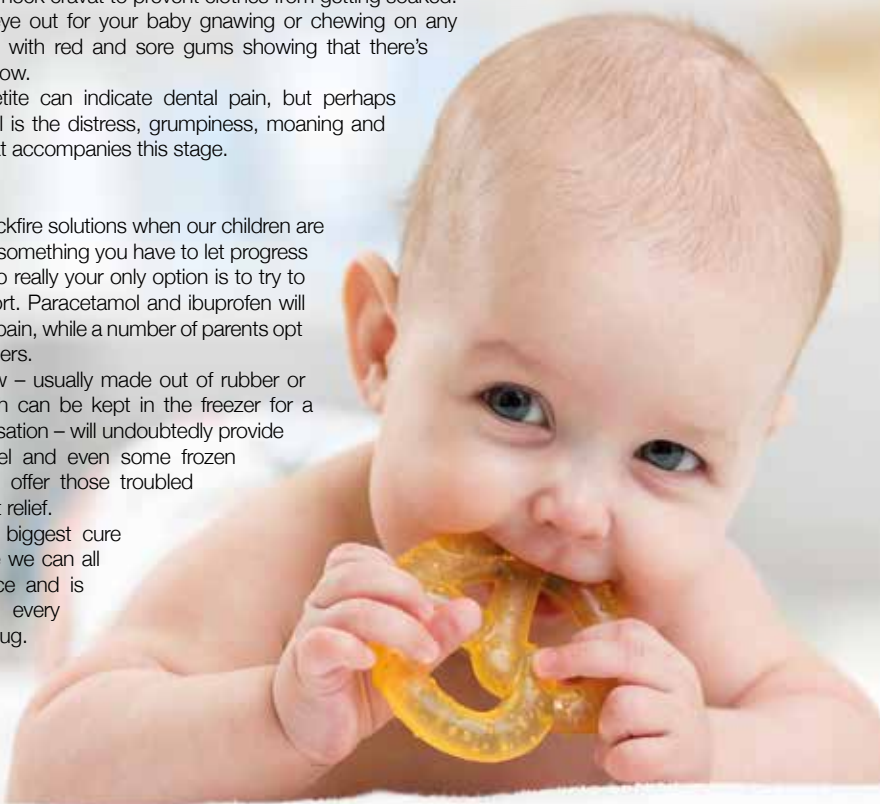 neck cravat to prevent clothes from getting soaked.
ye out for your baby gnawing or chewing on any
with red and sore gums showing that there's
ow.
etite can indicate dental pain, but perhaps
l is the distress, grumpiness, moaning and
t accompanies this stage.
ckfire solutions when our children are
something you have to let progress
o really your only option is to try to
ort. Paracetamol and ibuprofen will
pain, while a number of parents opt
ers.
w – usually made out of rubber or
n can be kept in the freezer for a
sation – will undoubtedly provide
el and even some frozen
offer those troubled
t relief.
biggest cure
we can all
ce and is
every
ug.